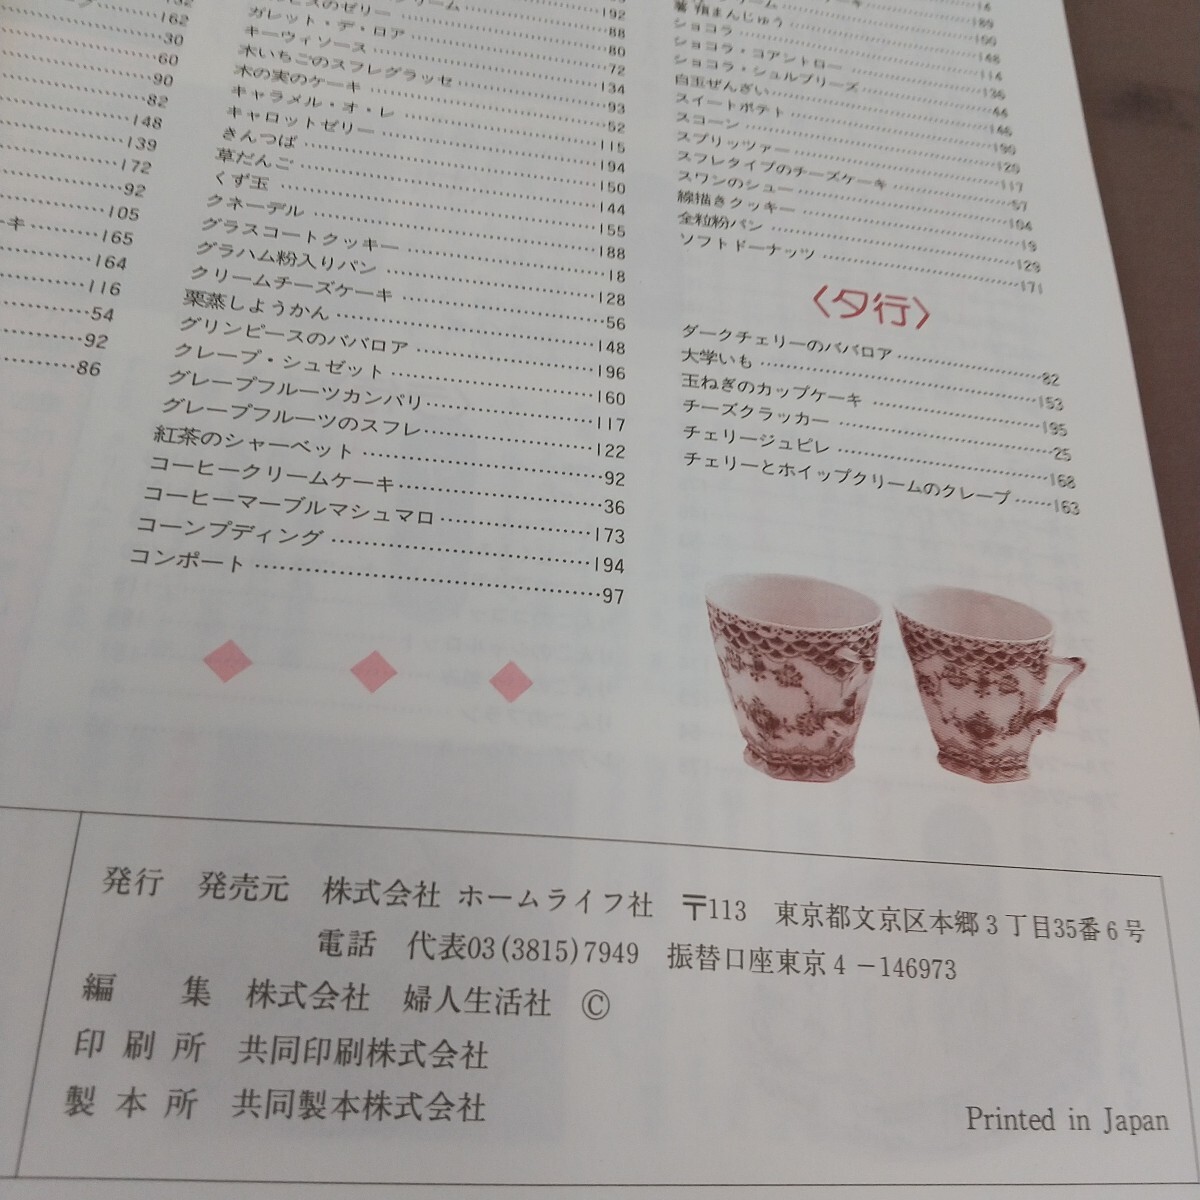 162
30
60
90
82
148
139
172
92
105
ーキ………165
164
116
54
92
86
192
88
ガレット・デ・ロア………80
キーウィソース………72
木いちごのスフレグラッセ………134
木の実のケーキ………93
キャラメル・オ・レ………52
キャロットゼリー………115
きんつば………194
草だんご………150
くず玉………144
クネーデル………155
グラスコートクッキー………188
グラハム粉入りパン………18
クリームチーズケーキ………128
栗蒸しようかん………56
グリンピースのババロア………148
クレープ・シュゼット………196
グレープフルーツカンパリ………160
グレープフルーツのスフレ………117
紅茶のシャーベット………122
コーヒークリームケーキ………92
コーヒーマーブルマシュマロ………36
コーンプディング………173
コンポート………194
97
ショコラ
ショコラ・コアントロー
ショコラ・シュルプリーズ
白玉ぜんざい
スイートポテト
スコーン
スプリッツァー
スフレタイプのチーズケーキ………117
スワンのシュー
線描きクッキー
全粒粉パン
ソフトドーナッツ………171
〈タ行〉
ダークチェリーのババロア………82
大学いも………153
玉ねぎのカップケーキ………195
チーズクラッカー………25
チェリージュビレ………168
チェリーとホイップクリームのクレープ……163
発行　発売元　株式会社 ホームライフ社　〒113　東京都文京区本郷3丁目35番6号
電話　代表03(3815)7949　振替口座東京4－146973
編　集　株式会社　婦人生活社　Ⓒ
印刷所　共同印刷株式会社
製本所　共同製本株式会社
Printed in Japan